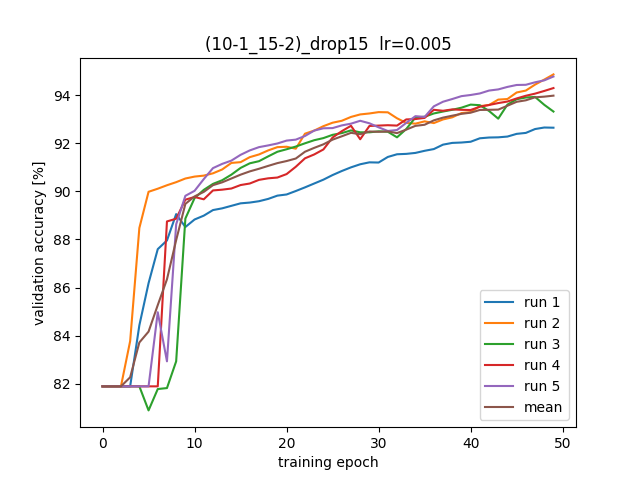 (10-1_15-2)_drop15  lr=0.005
validation accuracy [%]
94
92
90
88
86
84
82
0 10 20 30 40 50
training epoch
run 1
run 2
run 3
run 4
run 5
mean